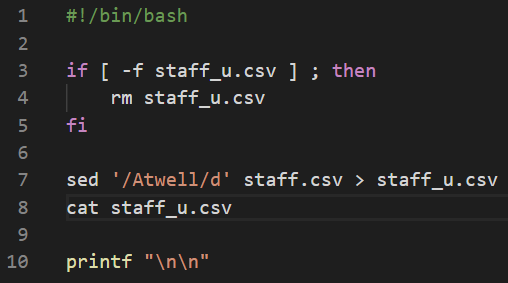 1 #!/bin/bash
2
3 if [ -f staff_u.csv ] ; then
4     rm staff_u.csv
5 fi
6
7 sed '/Atwell/d' staff.csv > staff_u.csv
8 cat staff_u.csv
9
10 printf "\n\n"